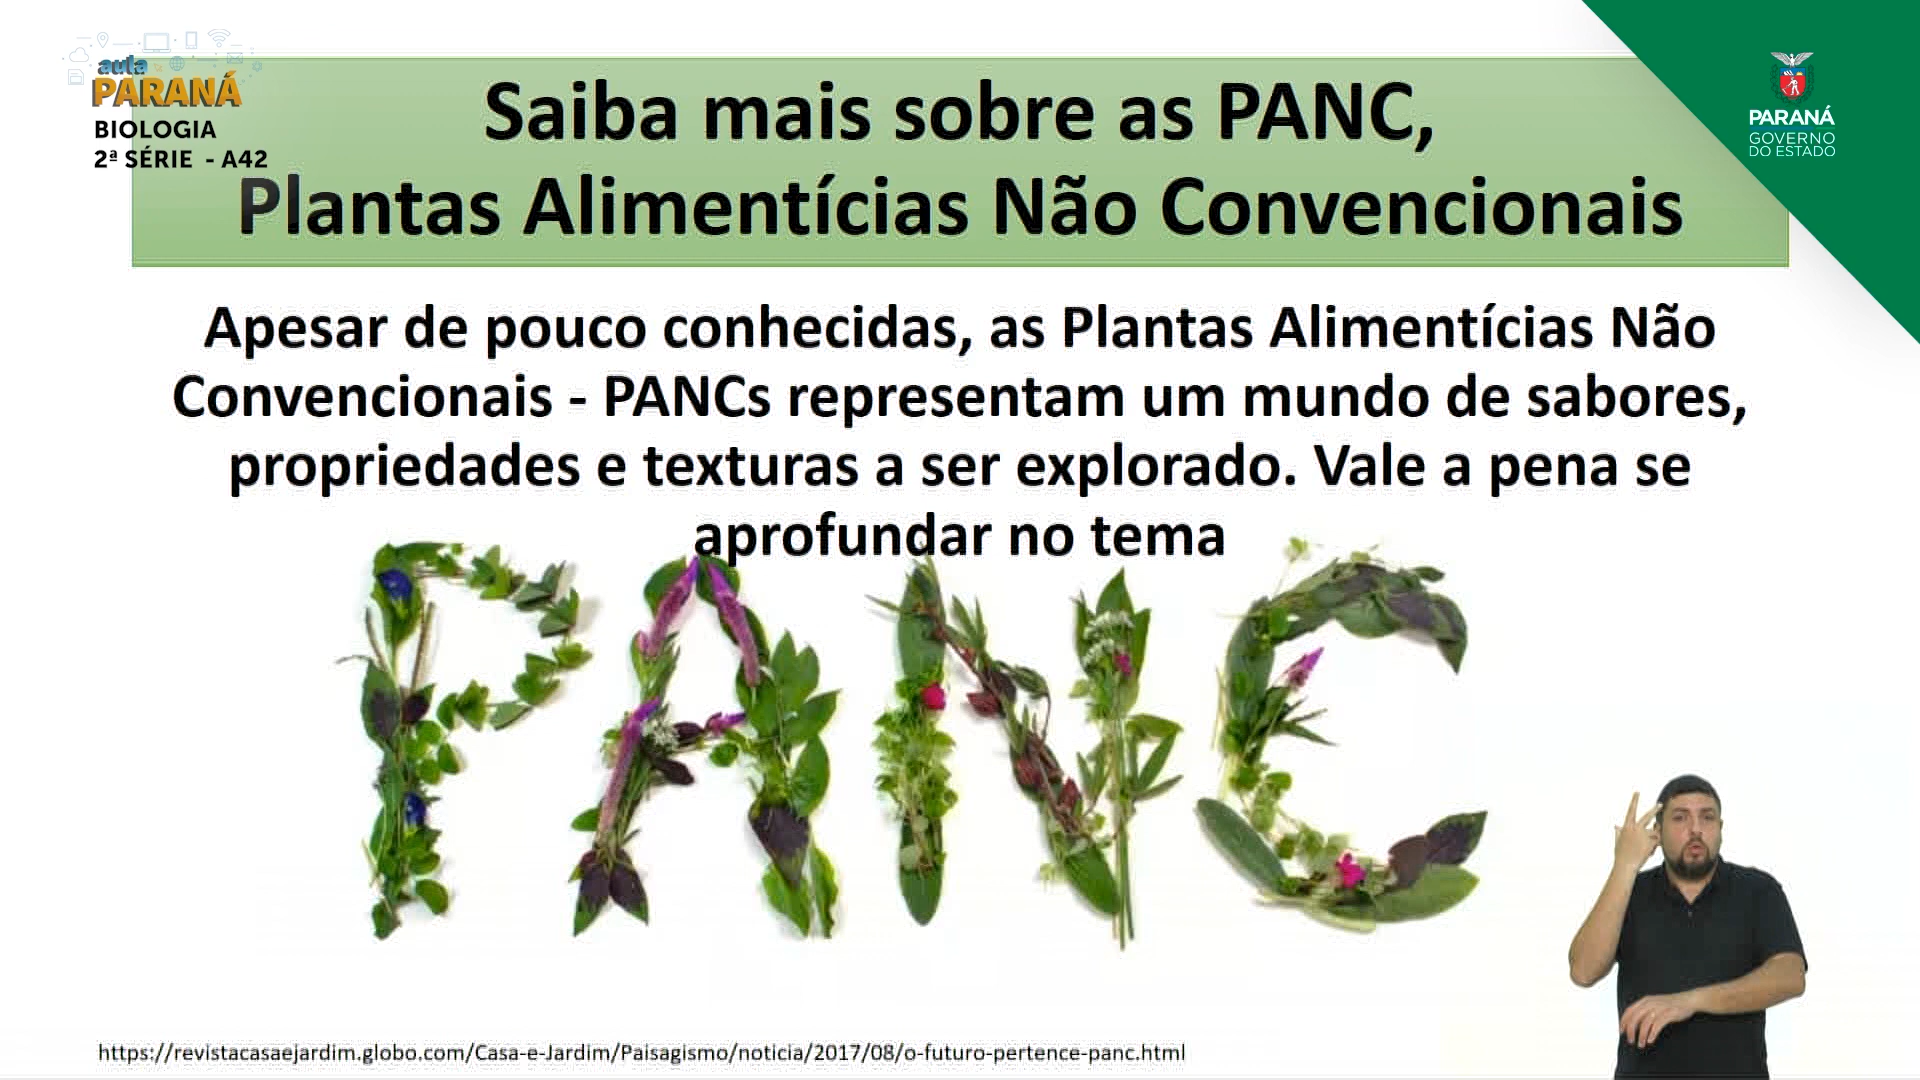 aula
PARANÁ
BIOLOGIA
2ª SÉRIE - A42
Saiba mais sobre as PANC,
Plantas Alimentícias Não Convencionais
PARANÁ
GOVERNO
DO ESTADO
Apesar de pouco conhecidas, as Plantas Alimentícias Não
Convencionais - PANCs representam um mundo de sabores,
propriedades e texturas a ser explorado. Vale a pena se
aprofundar no tema
PANC
https://revistacasaejardim.globo.com/Casa-e-Jardim/Paisagismo/noticia/2017/08/o-futuro-pertence-panc.html